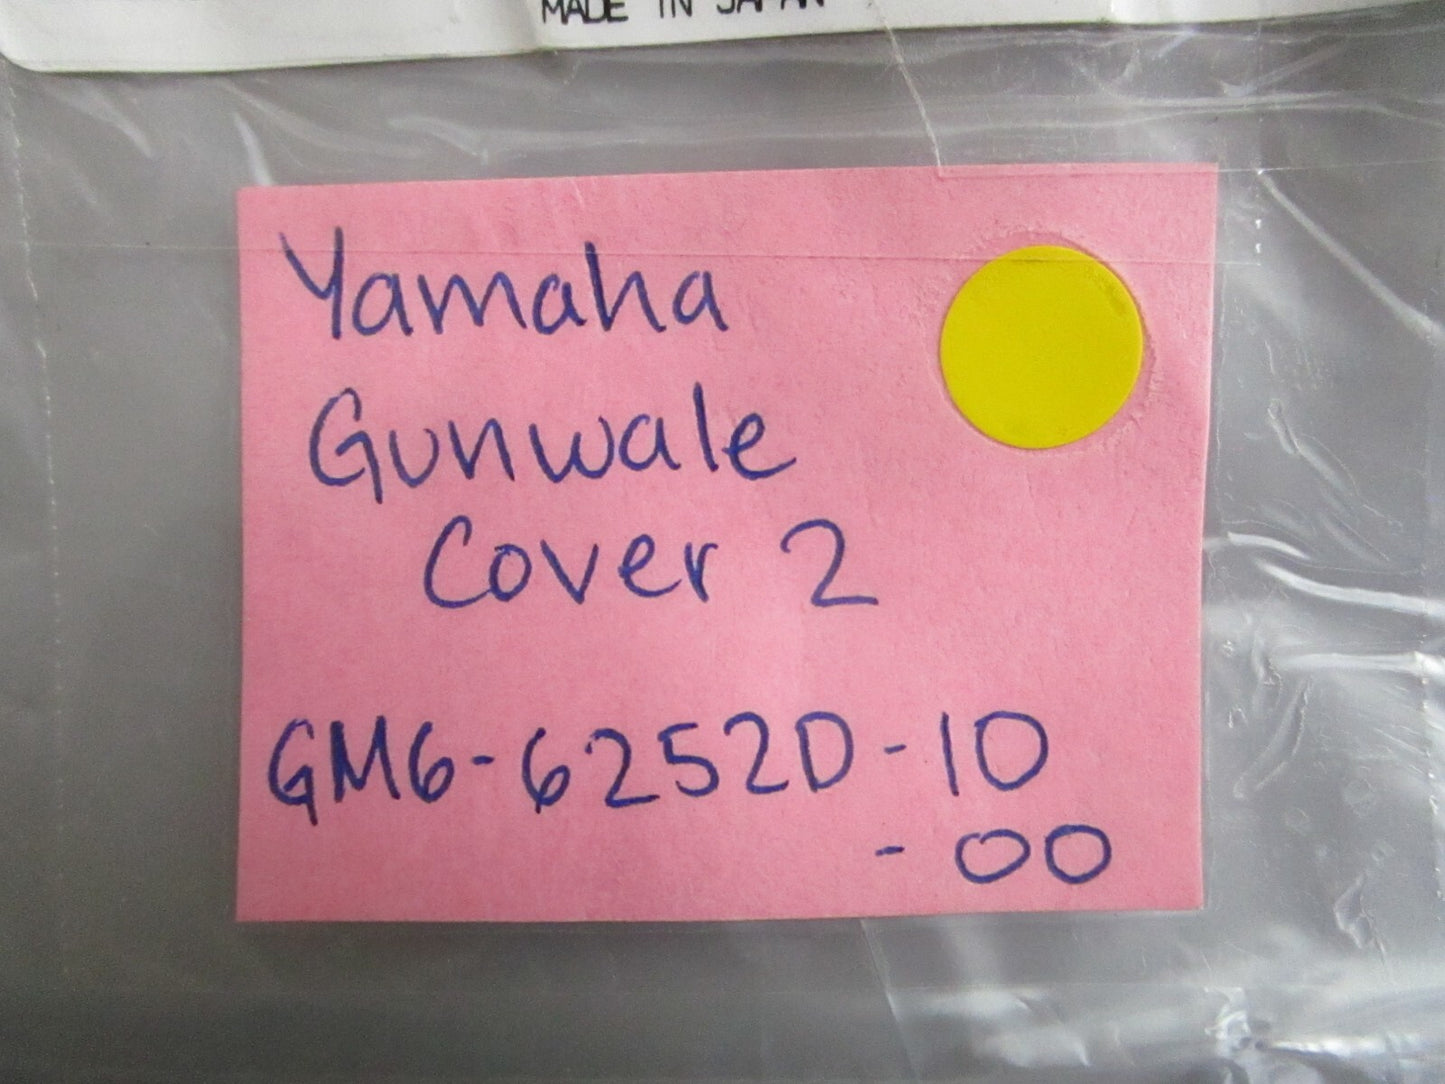 MADE IN JAPAN
Yamaha
Gunwale
Cover 2
GM6-6252D-10
-00